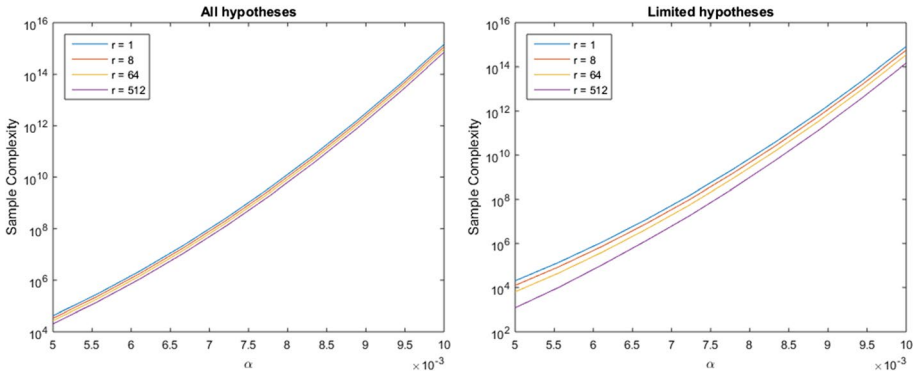 All hypotheses
10^16
10^14
10^12
10^10
10^8
10^6
10^4
Sample Complexity
r = 1
r = 8
r = 64
r = 512
5 5.5 6 6.5 7 7.5 8 8.5 9 9.5 10
α
×10^-3
Limited hypotheses
10^16
10^14
10^12
10^10
10^8
10^6
10^4
10^2
Sample Complexity
r = 1
r = 8
r = 64
r = 512
5 5.5 6 6.5 7 7.5 8 8.5 9 9.5 10
α
×10^-3